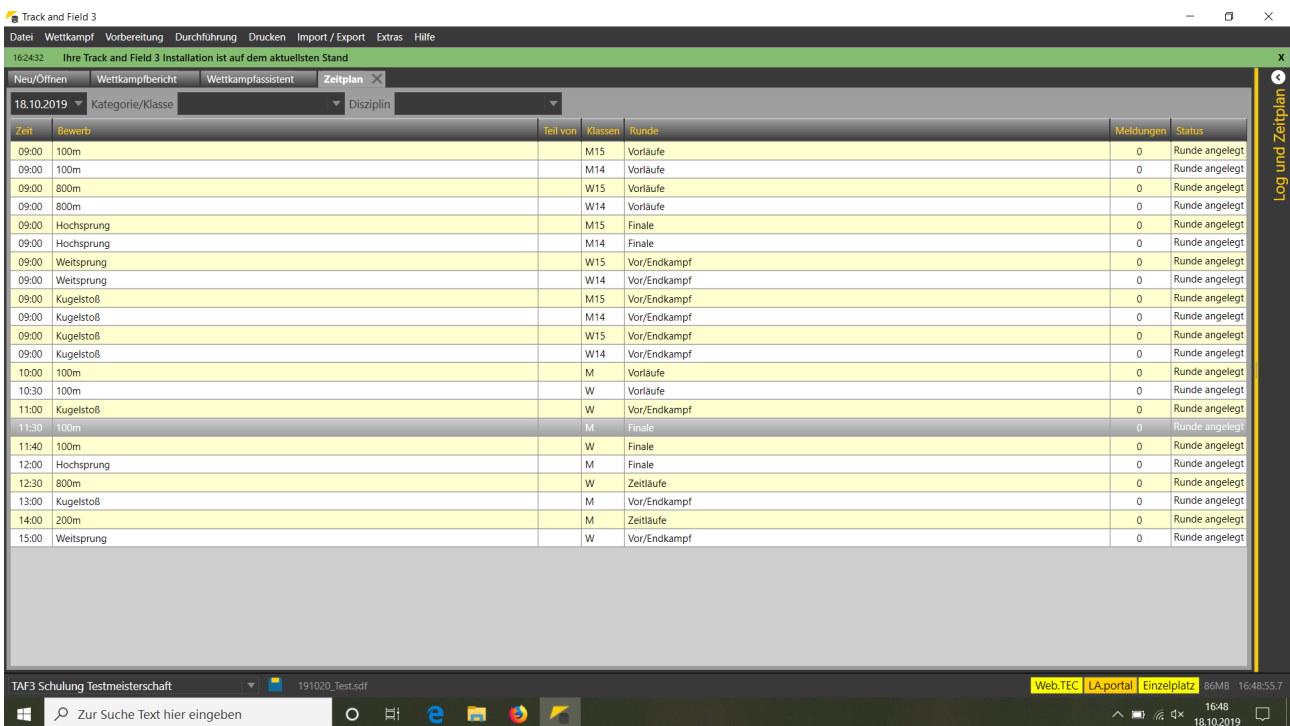 Track and Field 3
Datei Wettkampf Vorbereitung Durchführung Drucken Import / Export Extras Hilfe
16:24:32 Ihre Track and Field 3 Installation ist auf dem aktuellsten Stand X
Neu/Öffnen Wettkampfbericht Wettkampfassistent Zeitplan
18.10.2019 Kategorie/Klasse Disziplin
Log und Zeitplan
Zeit Bewerb Teil von Klassen Runde Meldungen Status
09:00 100m M15 Vorläufe 0 Runde angelegt
09:00 100m M14 Vorläufe 0 Runde angelegt
09:00 800m W15 Vorläufe 0 Runde angelegt
09:00 800m W14 Vorläufe 0 Runde angelegt
09:00 Hochsprung M15 Finale 0 Runde angelegt
09:00 Hochsprung M14 Finale 0 Runde angelegt
09:00 Weitsprung W15 Vor/Endkampf 0 Runde angelegt
09:00 Weitsprung W14 Vor/Endkampf 0 Runde angelegt
09:00 Kugelstoß M15 Vor/Endkampf 0 Runde angelegt
09:00 Kugelstoß M14 Vor/Endkampf 0 Runde angelegt
09:00 Kugelstoß W15 Vor/Endkampf 0 Runde angelegt
09:00 Kugelstoß W14 Vor/Endkampf 0 Runde angelegt
10:00 100m M Vorläufe 0 Runde angelegt
10:30 100m W Vorläufe 0 Runde angelegt
11:00 Kugelstoß W Vor/Endkampf 0 Runde angelegt
11:30 100m M Finale 0 Runde angelegt
11:40 100m W Finale 0 Runde angelegt
12:00 Hochsprung M Finale 0 Runde angelegt
12:30 800m W Zeitläufe 0 Runde angelegt
13:00 Kugelstoß M Vor/Endkampf 0 Runde angelegt
14:00 200m M Zeitläufe 0 Runde angelegt
15:00 Weitsprung W Vor/Endkampf 0 Runde angelegt
TAF3 Schulung Testmeisterschaft 191020_Test.sdf Web.TEC LA.portal Einzelplatz 86MB 16:48:55.7
Zur Suche Text hier eingeben 16:48
18.10.2019